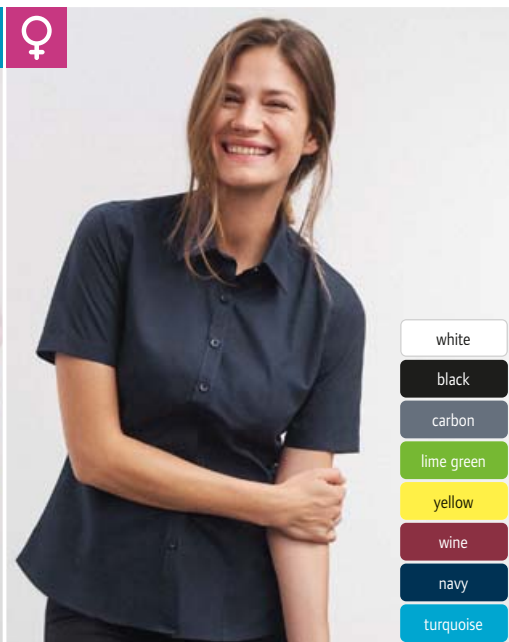 white
black
carbon
lime green
yellow
wine
navy
turquoise